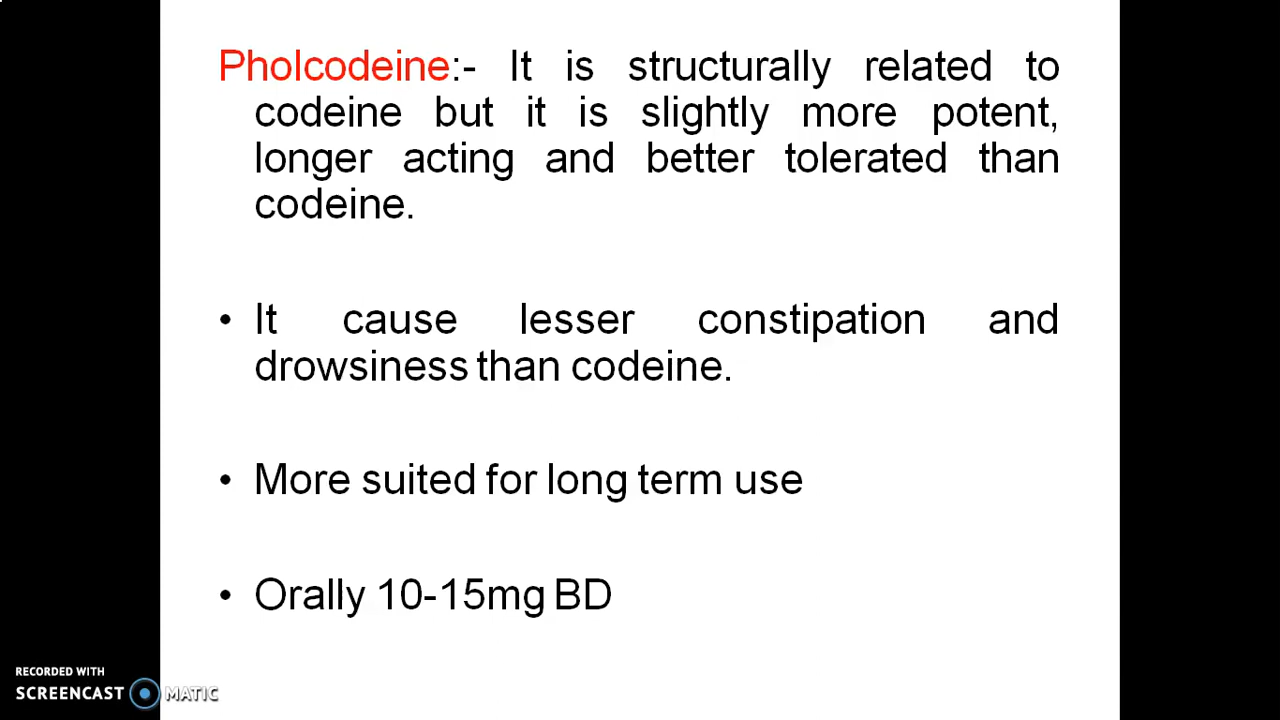 Pholcodeine:- It is structurally related to
codeine but it is slightly more potent,
longer acting and better tolerated than
codeine.
• It cause lesser constipation and
drowsiness than codeine.
• More suited for long term use
• Orally 10-15mg BD
RECORDED WITH
SCREENCAST MATIC